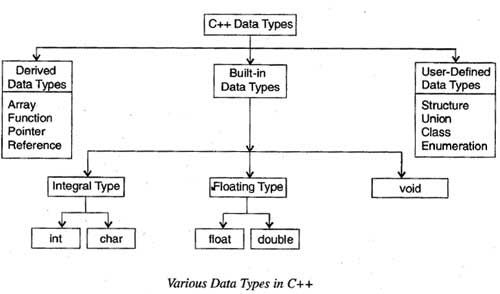 C++ Data Types
Derived
Data Types
Array
Function
Pointer
Reference
Built-in
Data Types
User-Defined
Data Types
Structure
Union
Class
Enumeration
Integral Type
Floating Type
void
int
char
float
double
Various Data Types in C++